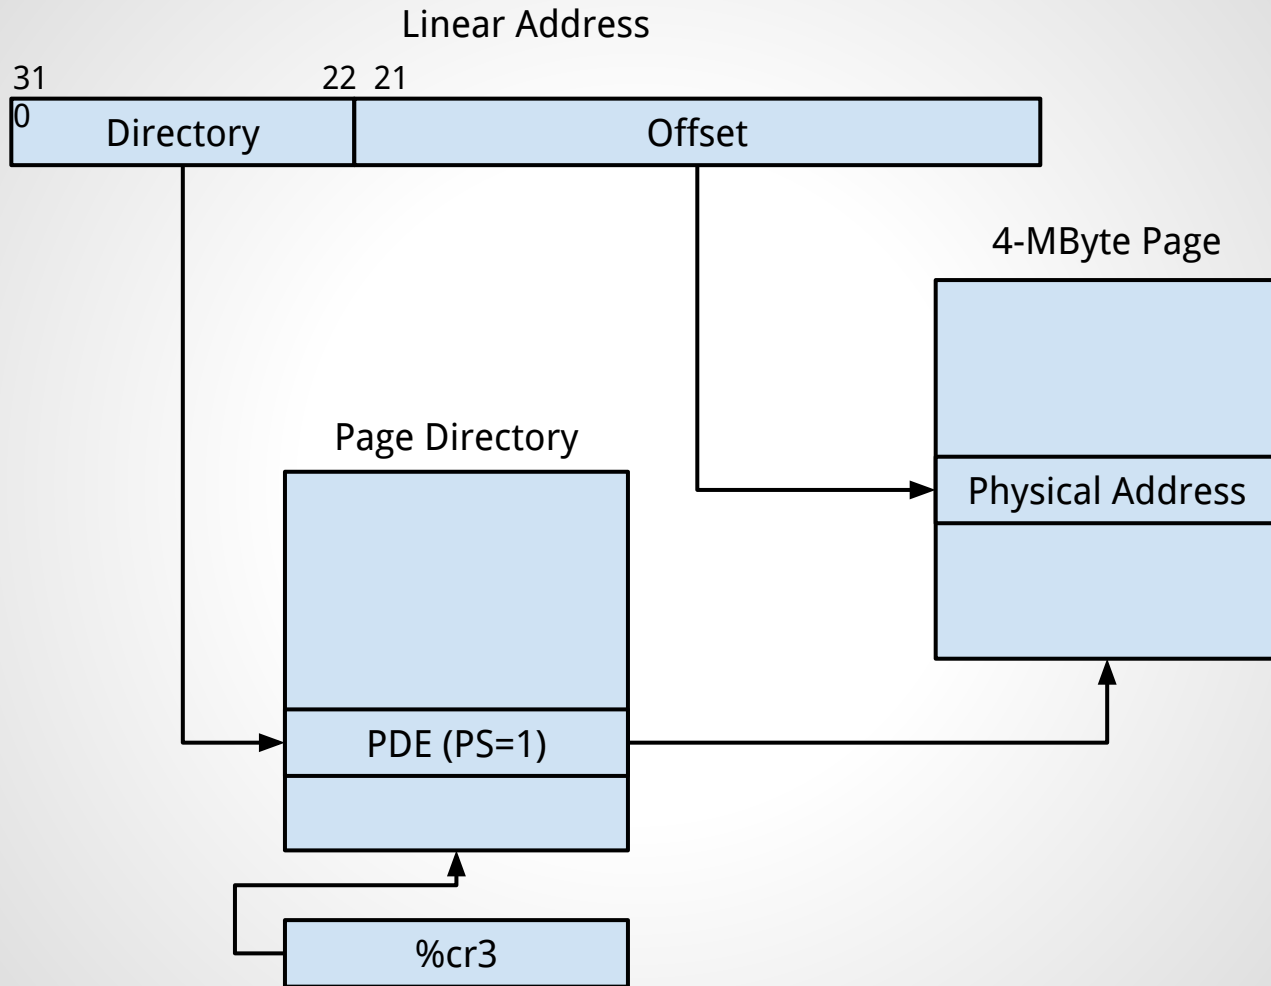 Linear Address
31 22 21
0
Directory Offset
4-MByte Page
Page Directory
Physical Address
PDE (PS=1)
%cr3